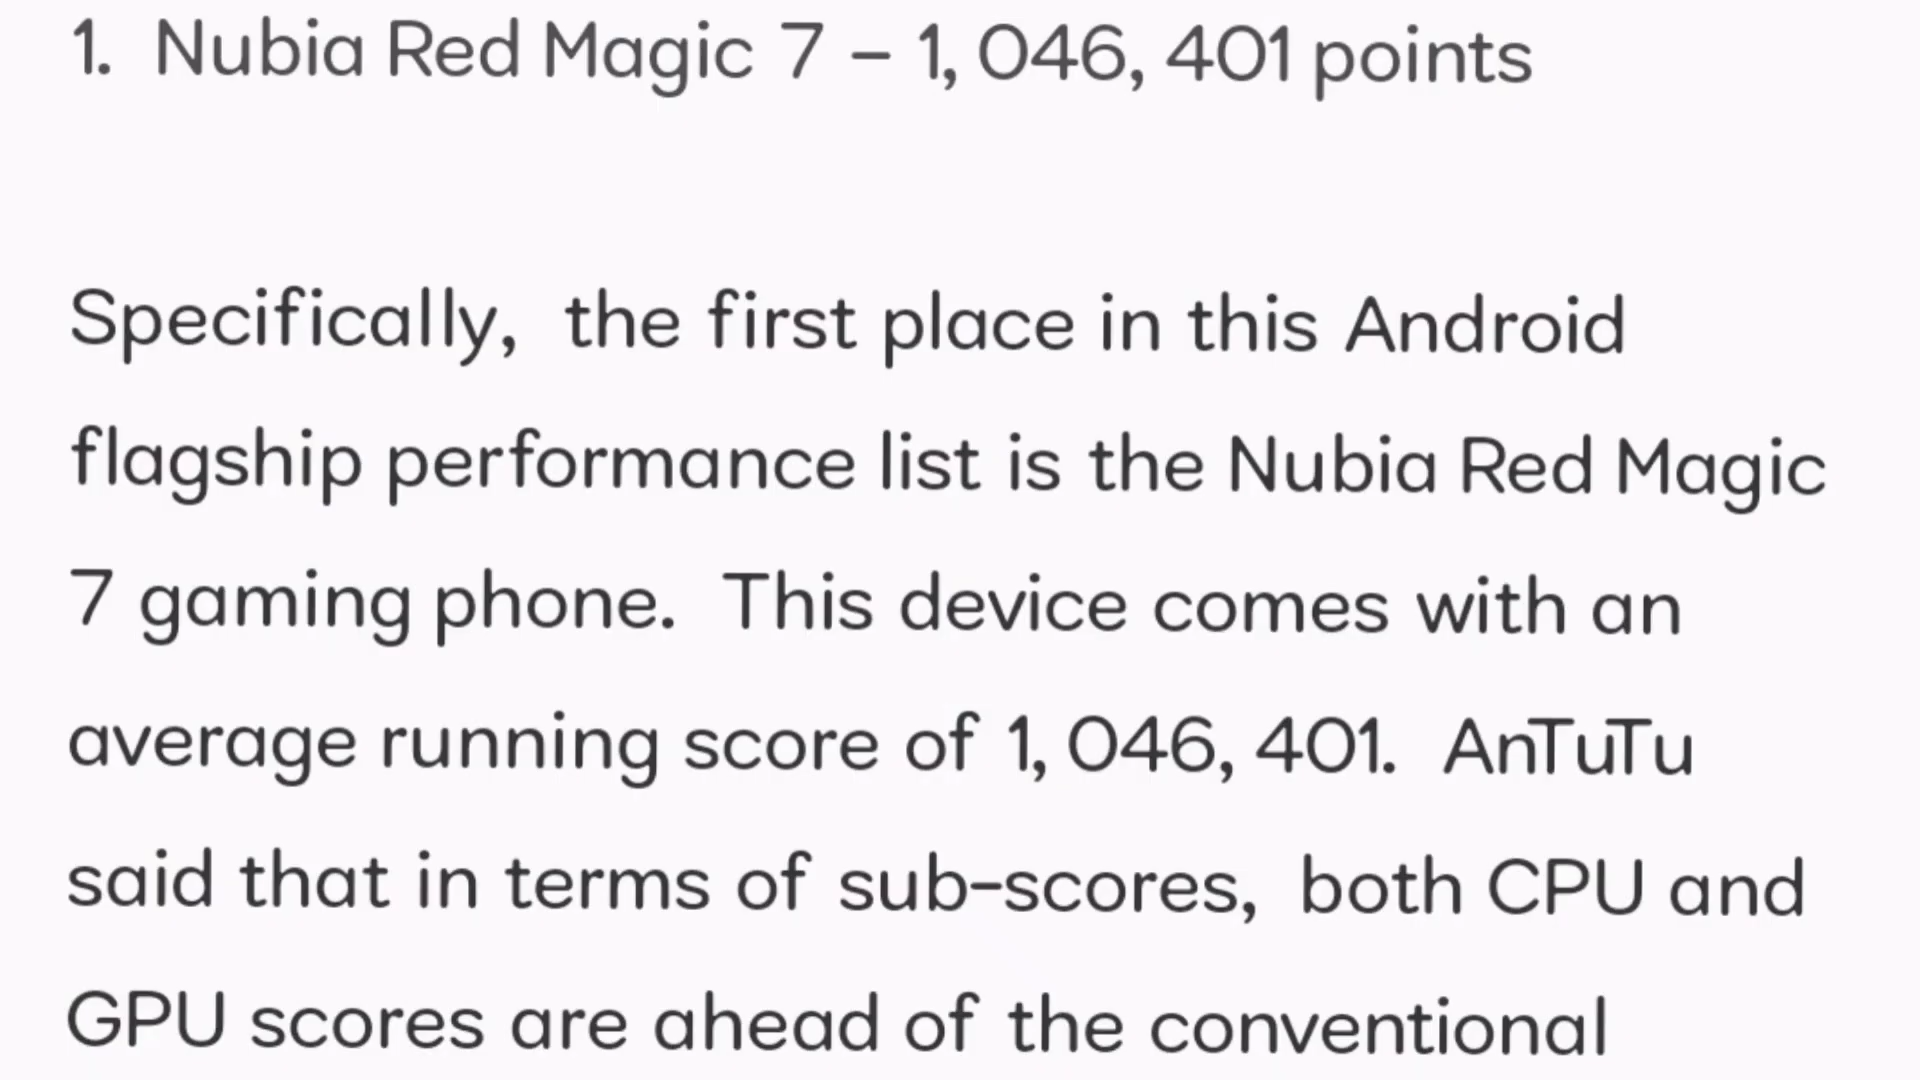 1. Nubia Red Magic 7 – 1, 046, 401 points
Specifically, the first place in this Android
flagship performance list is the Nubia Red Magic
7 gaming phone. This device comes with an
average running score of 1, 046, 401. AnTuTu
said that in terms of sub-scores, both CPU and
GPU scores are ahead of the conventional